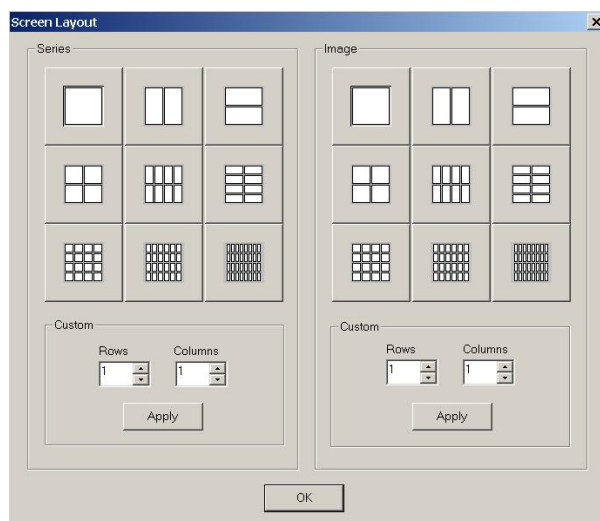 Screen Layout
Series
Image
Custom
Rows Columns
1 1
Apply
Custom
Rows Columns
1 1
Apply
OK